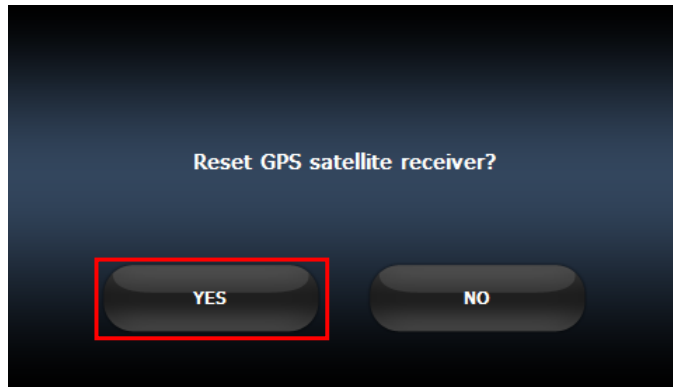 Reset GPS satellite receiver?
YES
NO